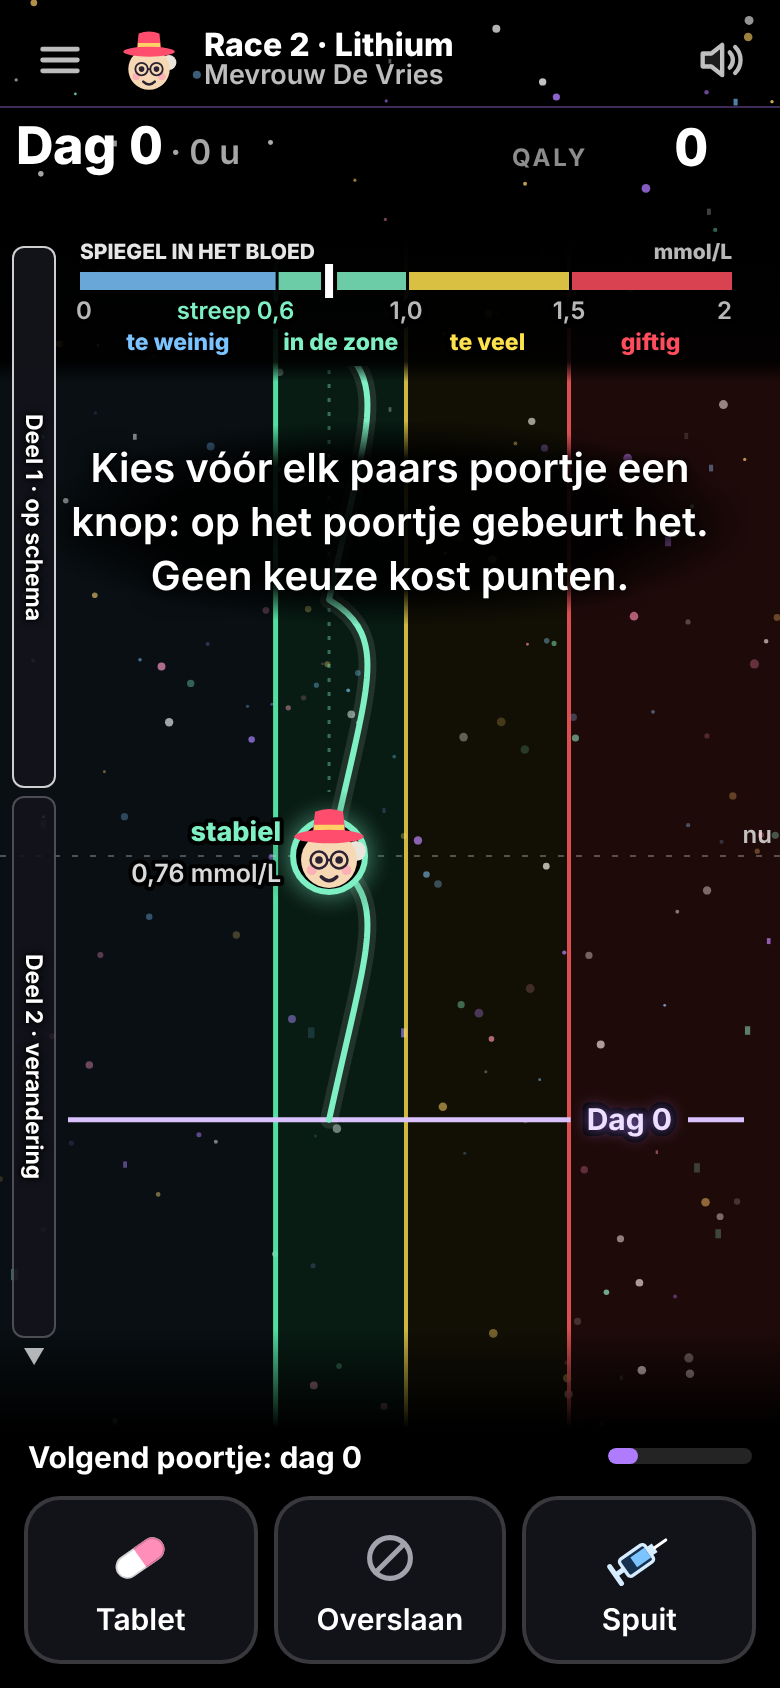 Race 2 · Lithium
Mevrouw De Vries
Dag 0 · 0 u
QALY 0
SPIEGEL IN HET BLOED mmol/L
0 streep 0,6 1,0 1,5 2
te weinig in de zone te veel giftig
Deel 1 · op schema
Kies vóór elk paars poortje een
knop: op het poortje gebeurt het.
Geen keuze kost punten.
stabiel
nu
0,76 mmol/L
Deel 2 · verandering
Dag 0
Volgend poortje: dag 0
Tablet Overslaan Spuit